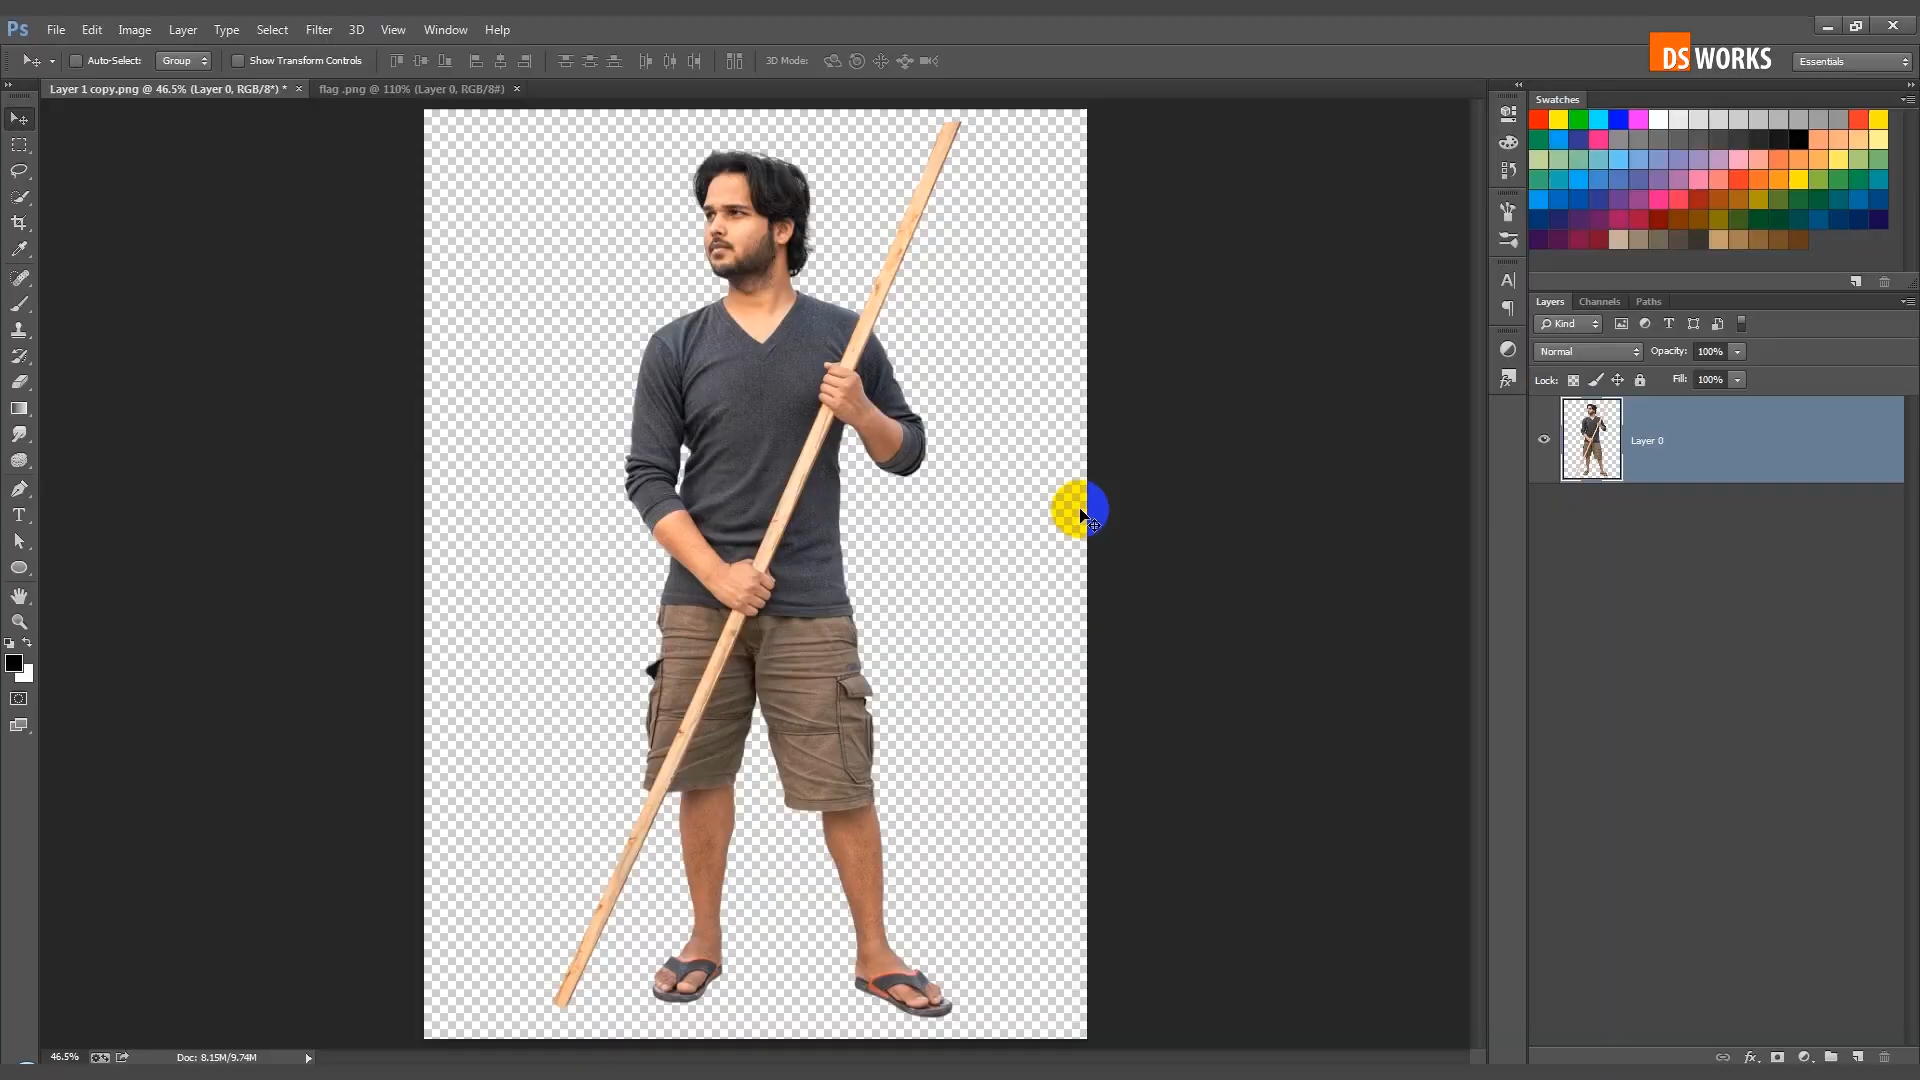 Ps File Edit Image Layer Type Select Filter 3D View Window Help
Auto-Select: Group Show Transform Controls 3D Mode: DS WORKS Essentials
Layer 1 copy.png @ 46.5% (Layer 0, RGB/8*) * × flag .png @ 110% (Layer 0, RGB/8#) ×
Swatches
Layers Channels Paths
Kind
Normal Opacity: 100%
Lock: Fill: 100%
Layer 0
46.5% Doc: 8.15M/9.74M